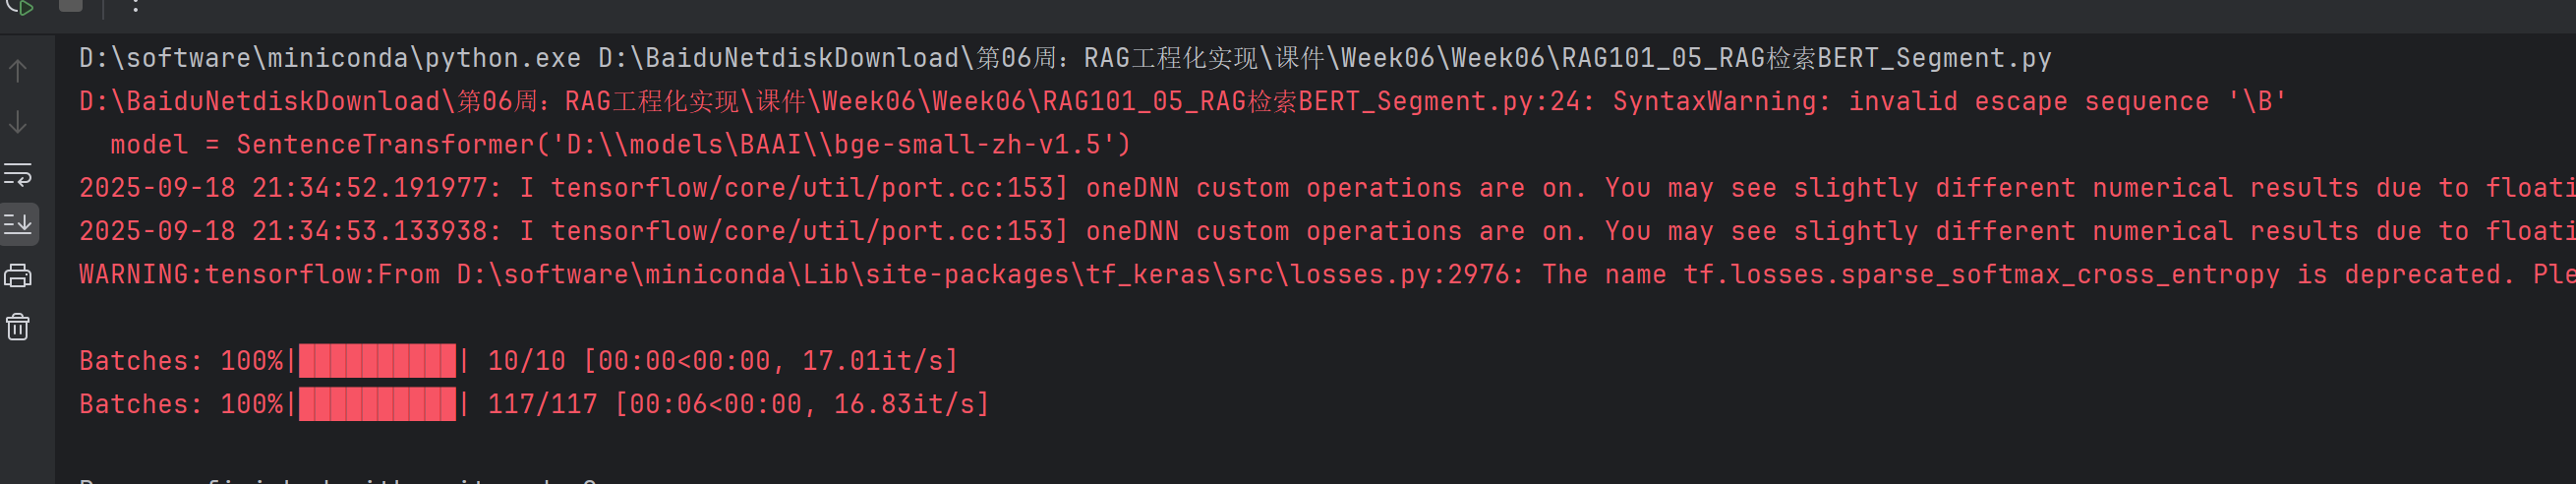 D:\software\miniconda\python.exe D:\BaiduNetdiskDownload\第06周：RAG工程化实现\课件\Week06\Week06\RAG101_05_RAG检索BERT_Segment.py
D:\BaiduNetdiskDownload\第06周：RAG工程化实现\课件\Week06\Week06\RAG101_05_RAG检索BERT_Segment.py:24: SyntaxWarning: invalid escape sequence '\B'
  model = SentenceTransformer('D:\\models\BAAI\\bge-small-zh-v1.5')
2025-09-18 21:34:52.191977: I tensorflow/core/util/port.cc:153] oneDNN custom operations are on. You may see slightly different numerical results due to floati
2025-09-18 21:34:53.133938: I tensorflow/core/util/port.cc:153] oneDNN custom operations are on. You may see slightly different numerical results due to floati
WARNING:tensorflow:From D:\software\miniconda\Lib\site-packages\tf_keras\src\losses.py:2976: The name tf.losses.sparse_softmax_cross_entropy is deprecated. Ple
Batches: 100%|██████████| 10/10 [00:00<00:00, 17.01it/s]
Batches: 100%|██████████| 117/117 [00:06<00:00, 16.83it/s]